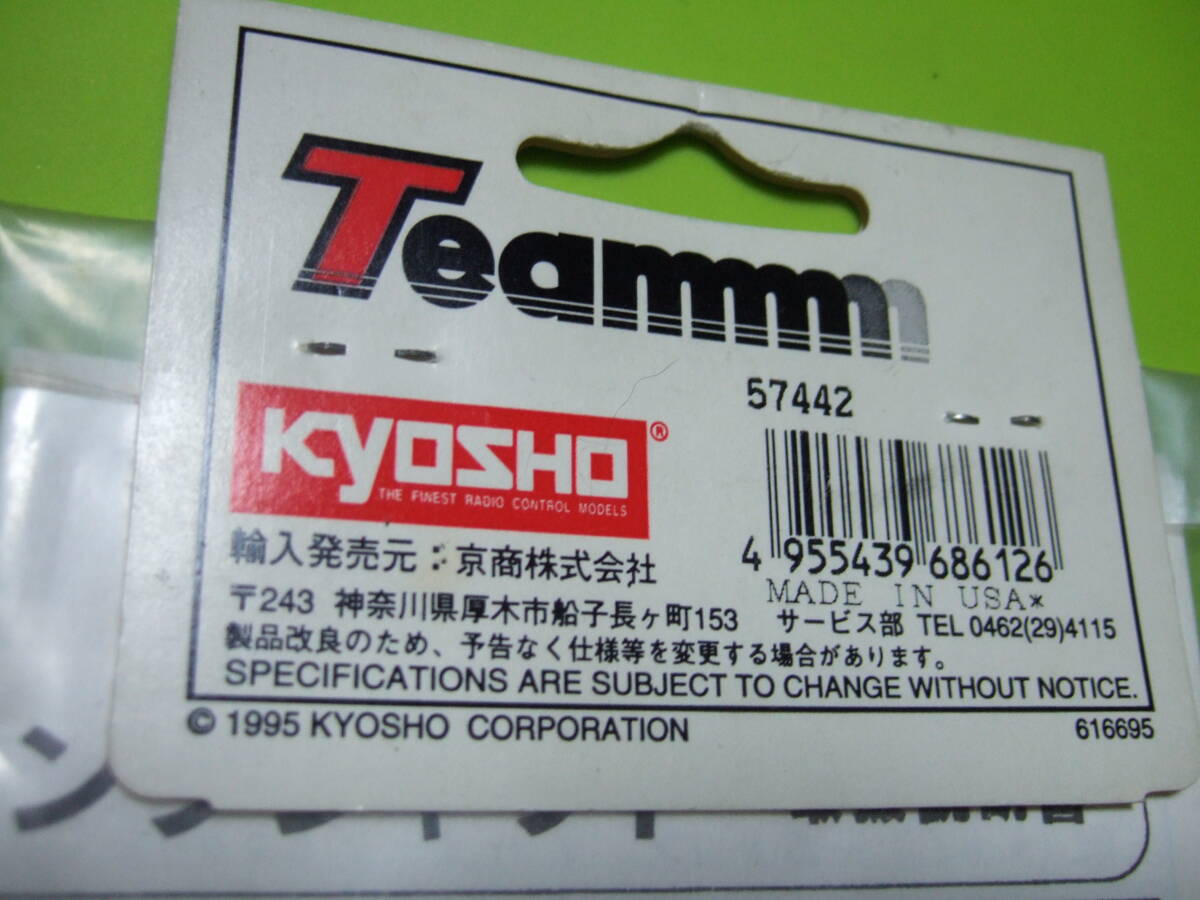 Teammmm
57442
KYOSHO®
THE FINEST RADIO CONTROL MODELS
4 955439 686126
MADE IN USA*
輸入発売元：京商株式会社
〒243 神奈川県厚木市船子長ヶ町153 サービス部 TEL 0462(29)4115
製品改良のため、予告なく仕様等を変更する場合があります。
SPECIFICATIONS ARE SUBJECT TO CHANGE WITHOUT NOTICE.
© 1995 KYOSHO CORPORATION 616695